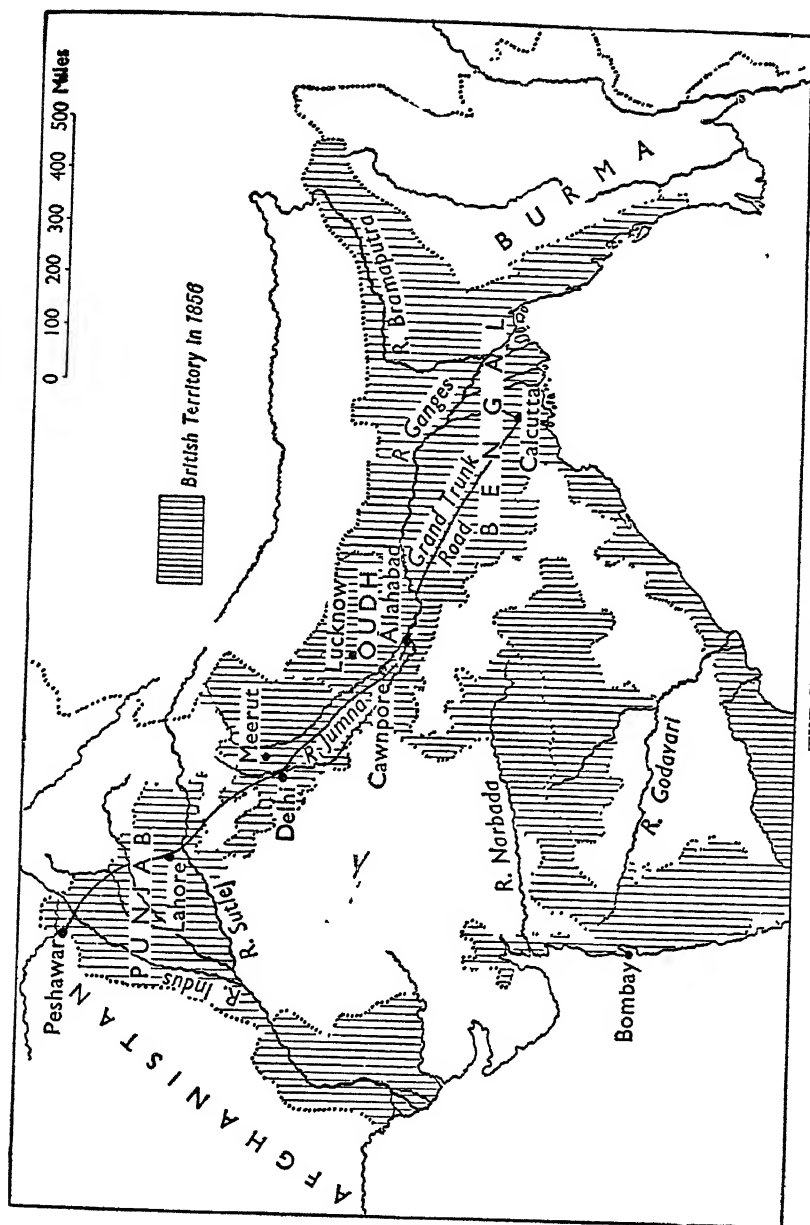 0 100 200 300 400 500 Miles
British Territory in 1856
AFGHANISTAN
Peshawar
PUNJAB
Lahore
R. Indus
R. Sutlej
Meerut
Delhi
R. Jumna
Lucknow
OUDH
Cawnpore
Allahabad
R. Ganges
R. Bramaputra
Grand Trunk
Road
BENGAL
Calcutta
BURMA
R. Narbada
R. Godavari
Bombay